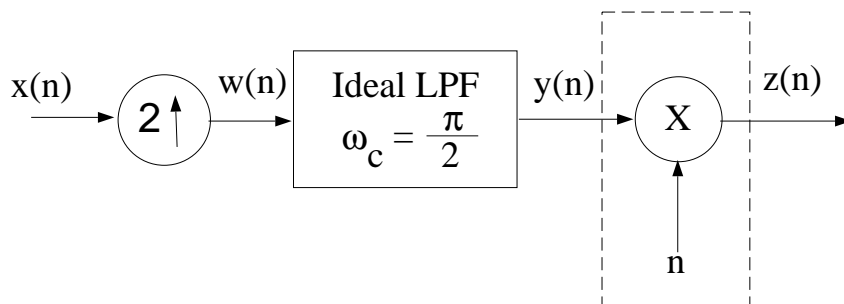 x(n)
2↑
w(n)
Ideal LPF
ω_c = π/2
y(n)
X
n
z(n)